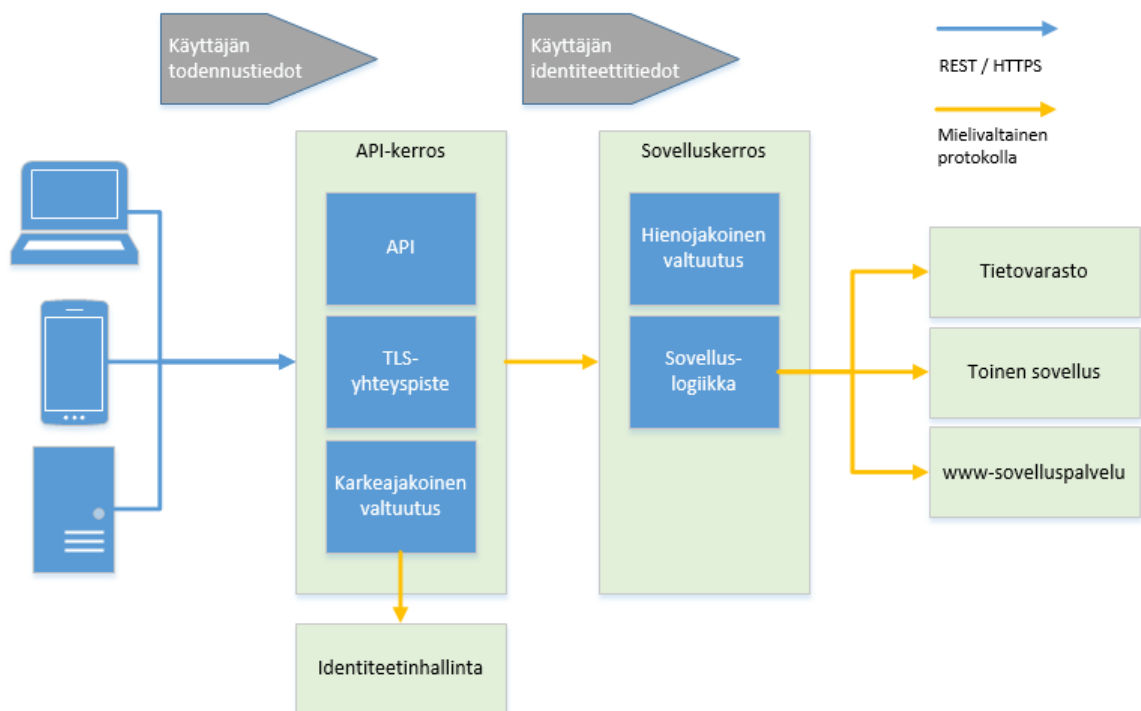 Käyttäjän
todennustiedot
Käyttäjän
identiteettitiedot
REST / HTTPS
Mielivaltainen
protokolla
API-kerros
API
TLS-
yhteyspiste
Karkeajakoinen
valtuutus
Identiteetinhallinta
Sovelluskerros
Hienojakoinen
valtuutus
Sovellus-
logiikka
Tietovarasto
Toinen sovellus
www-sovelluspalvelu